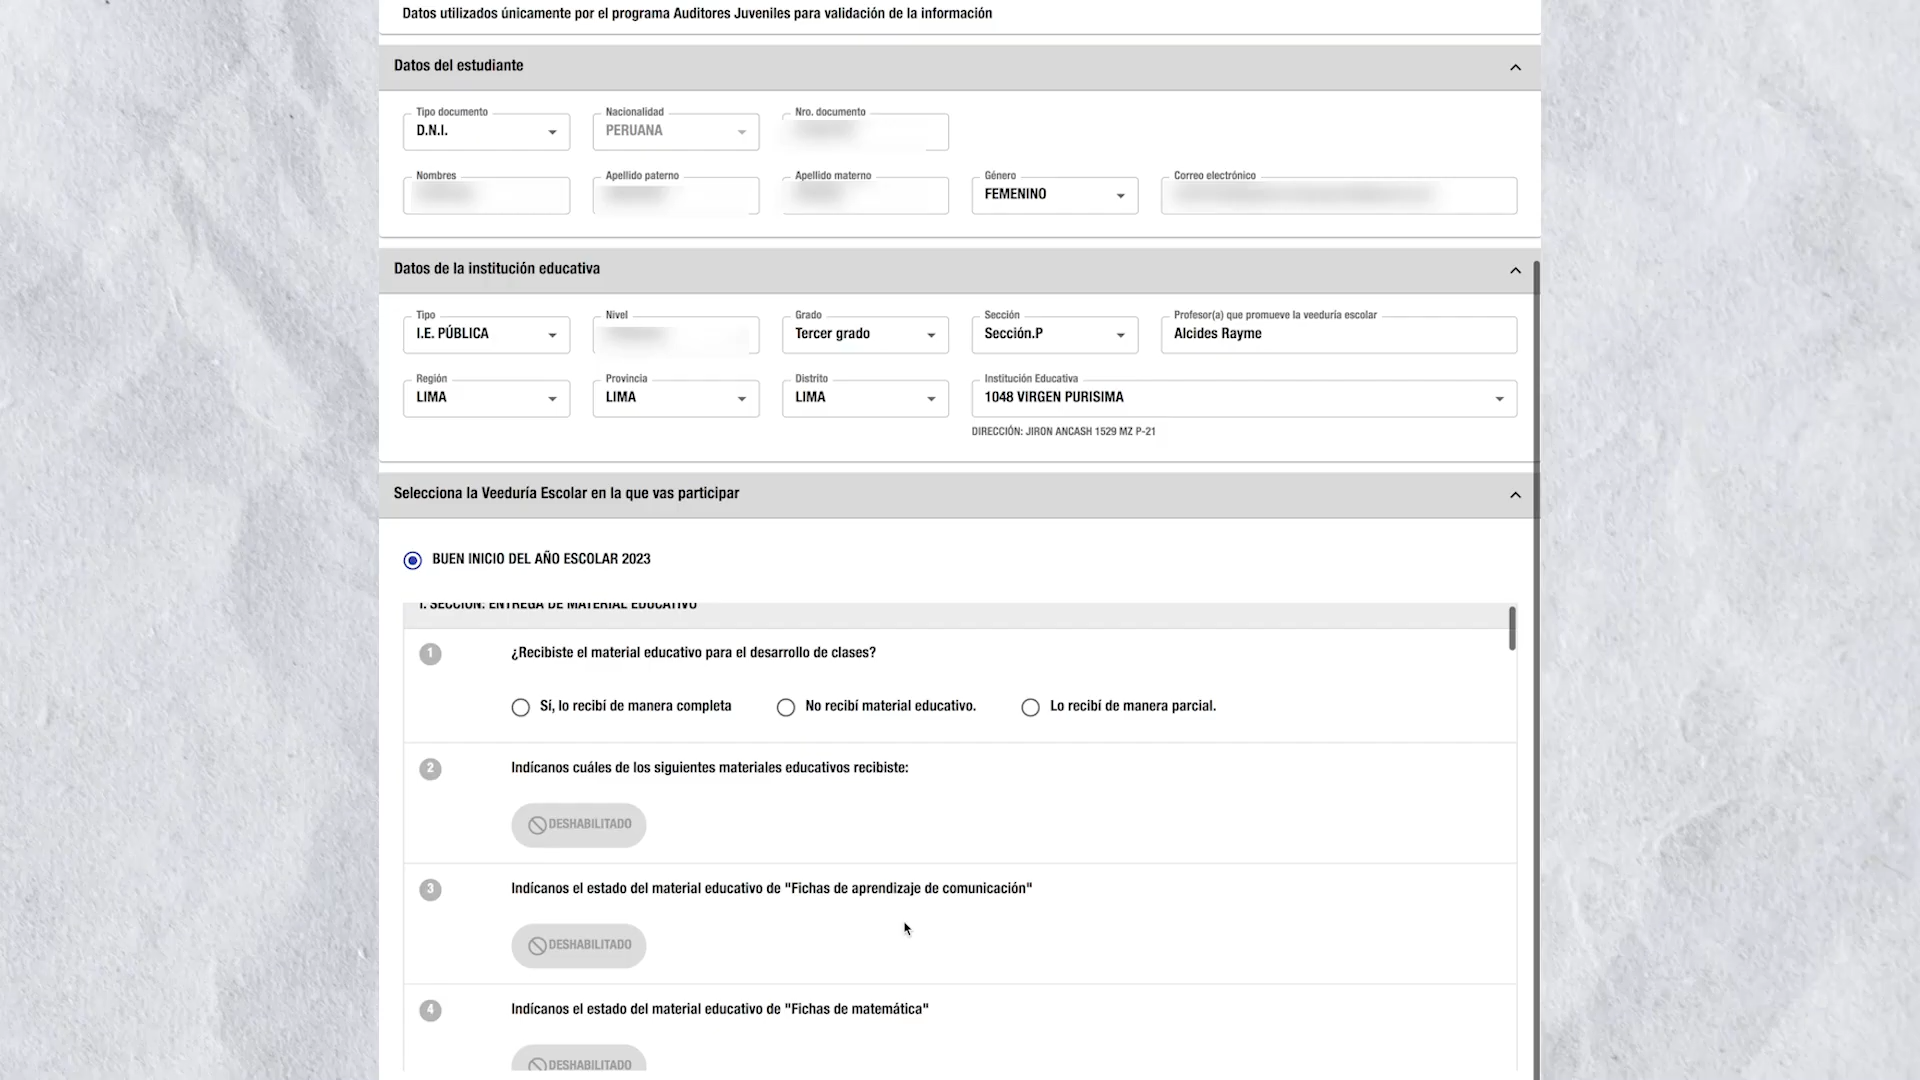 Datos utilizados únicamente por el programa Auditores Juveniles para validación de la información
Datos del estudiante
Tipo documento
D.N.I.
Nacionalidad
PERUANA
Nro. documento
Nombres
Apellido paterno
Apellido materno
Género
FEMENINO
Correo electrónico
Datos de la institución educativa
Tipo
I.E. PÚBLICA
Nivel
Grado
Tercer grado
Sección
Sección.P
Profesor(a) que promueve la veeduría escolar
Alcides Rayme
Región
LIMA
Provincia
LIMA
Distrito
LIMA
Institución Educativa
1048 VIRGEN PURISIMA
DIRECCIÓN: JIRON ANCASH 1529 MZ P-21
Selecciona la Veeduría Escolar en la que vas participar
BUEN INICIO DEL AÑO ESCOLAR 2023
I. SECCIÓN: ENTREGA DE MATERIAL EDUCATIVO
1 ¿Recibiste el material educativo para el desarrollo de clases?
Sí, lo recibí de manera completa
No recibí material educativo.
Lo recibí de manera parcial.
2 Indícanos cuáles de los siguientes materiales educativos recibiste:
DESHABILITADO
3 Indícanos el estado del material educativo de "Fichas de aprendizaje de comunicación"
DESHABILITADO
4 Indícanos el estado del material educativo de "Fichas de matemática"
DESHABILITADO